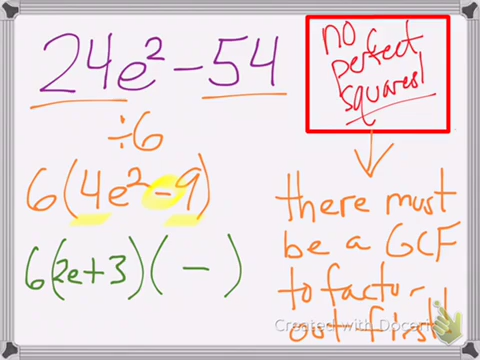 24e² - 54
÷6
6(4e² - 9)
6(2e + 3)( - )
no
perfect
squares!
there must
be a GCF
to factor
out first!
Created with Doceri